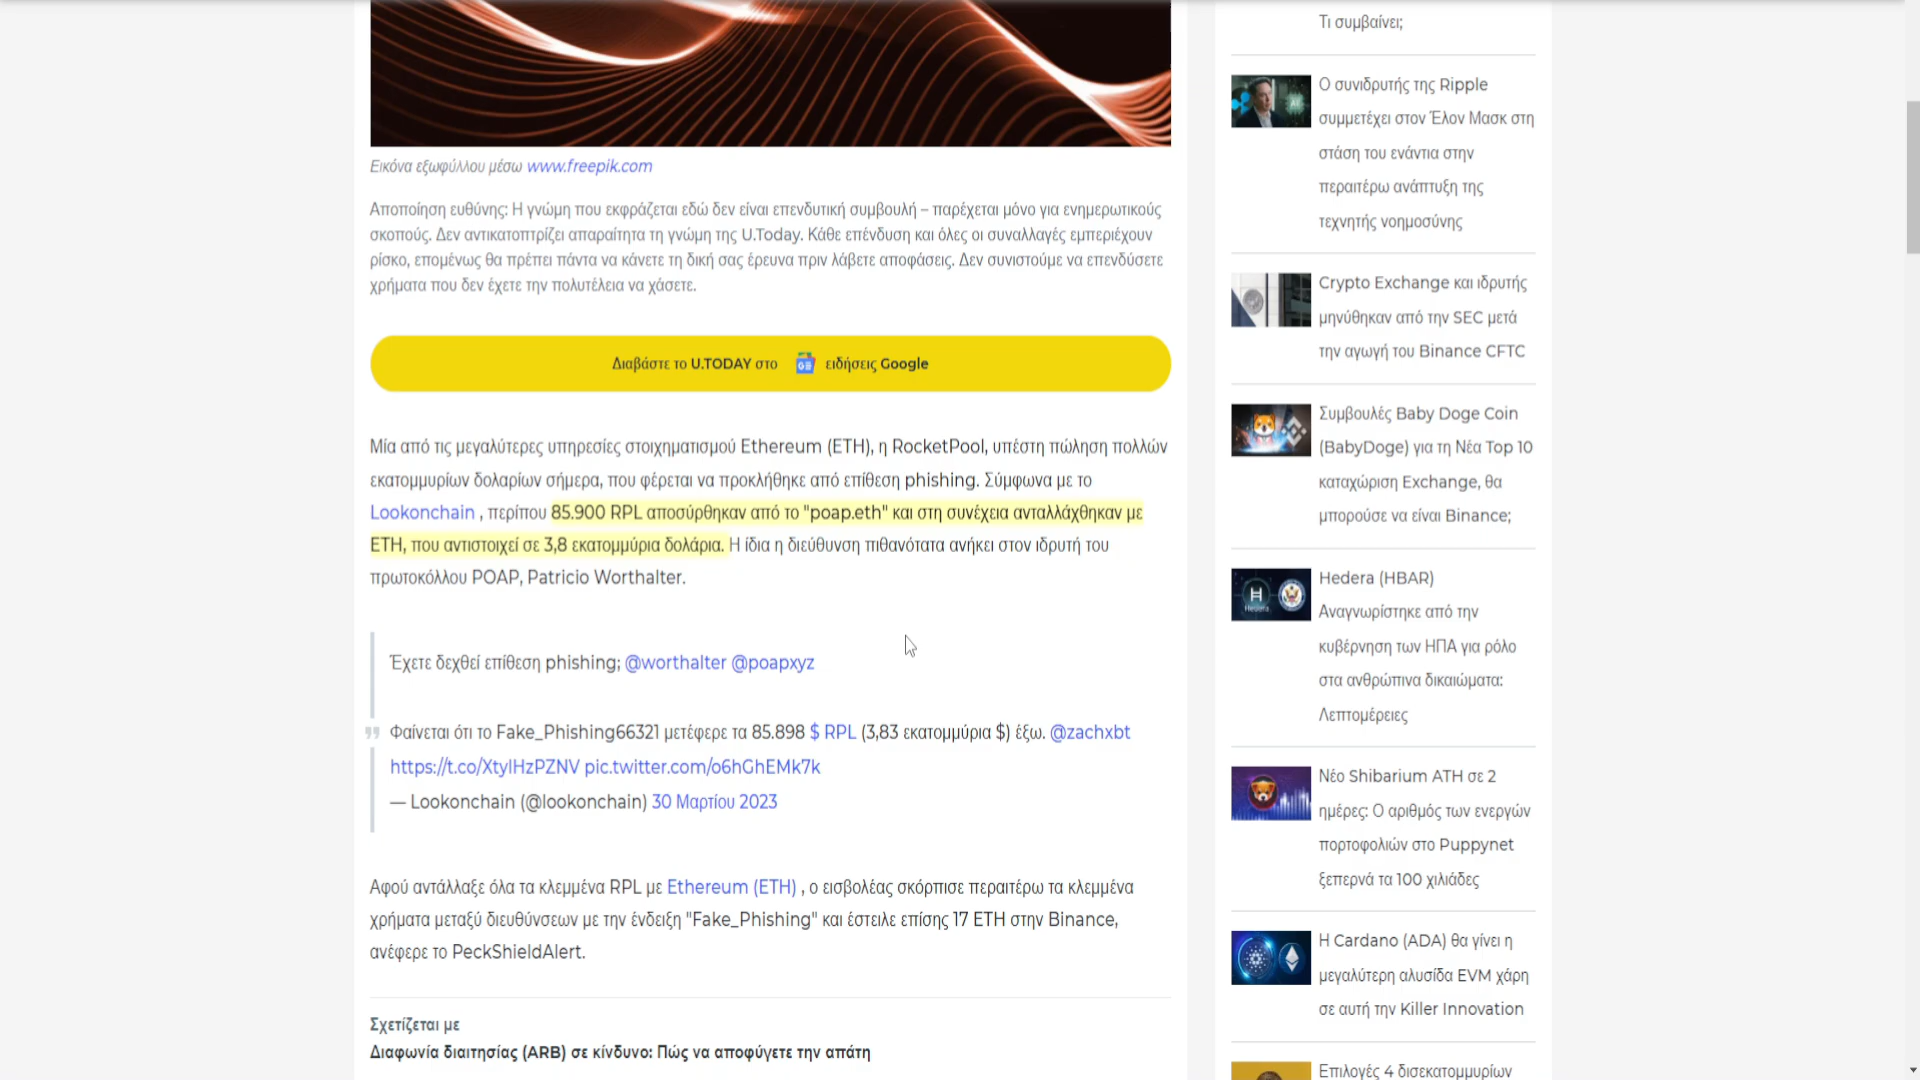 Εικόνα εξωφύλλου μέσω www.freepik.com
Αποποίηση ευθύνης: Η γνώμη που εκφράζεται εδώ δεν είναι επενδυτική συμβουλή – παρέχεται μόνο για ενημερωτικούς
σκοπούς. Δεν αντικατοπτρίζει απαραίτητα τη γνώμη της U.Today. Κάθε επένδυση και όλες οι συναλλαγές εμπεριέχουν
ρίσκο, επομένως θα πρέπει πάντα να κάνετε τη δική σας έρευνα πριν λάβετε αποφάσεις. Δεν συνιστούμε να επενδύσετε
χρήματα που δεν έχετε την πολυτέλεια να χάσετε.
Διαβάστε το U.TODAY στο ειδήσεις Google
Μία από τις μεγαλύτερες υπηρεσίες στοιχηματισμού Ethereum (ETH), η RocketPool, υπέστη πώληση πολλών
εκατομμυρίων δολαρίων σήμερα, που φέρεται να προκλήθηκε από επίθεση phishing. Σύμφωνα με το
Lookonchain , περίπου 85.900 RPL αποσύρθηκαν από το "poap.eth" και στη συνέχεια ανταλλάχθηκαν με
ETH, που αντιστοιχεί σε 3,8 εκατομμύρια δολάρια. Η ίδια η διεύθυνση πιθανότατα ανήκει στον ιδρυτή του
πρωτοκόλλου POAP, Patricio Worthalter.
Έχετε δεχθεί επίθεση phishing; @worthalter @poapxyz
Φαίνεται ότι το Fake_Phishing66321 μετέφερε τα 85.898 $ RPL (3,83 εκατομμύρια $) έξω. @zachxbt
https://t.co/XtylHzPZNV pic.twitter.com/o6hGhEMk7k
— Lookonchain (@lookonchain) 30 Μαρτίου 2023
Αφού αντάλλαξε όλα τα κλεμμένα RPL με Ethereum (ETH) , ο εισβολέας σκόρπισε περαιτέρω τα κλεμμένα
χρήματα μεταξύ διευθύνσεων με την ένδειξη "Fake_Phishing" και έστειλε επίσης 17 ETH στην Binance,
ανέφερε το PeckShieldAlert.
Σχετίζεται με
Διαφωνία διαιτησίας (ARB) σε κίνδυνο: Πώς να αποφύγετε την απάτη
Τι συμβαίνει;
Ο συνιδρυτής της Ripple
συμμετέχει στον Έλον Μασκ στη
στάση του ενάντια στην
περαιτέρω ανάπτυξη της
τεχνητής νοημοσύνης
Crypto Exchange και ιδρυτής
μηνύθηκαν από την SEC μετά
την αγωγή του Binance CFTC
Συμβουλές Baby Doge Coin
(BabyDoge) για τη Νέα Top 10
καταχώριση Exchange, θα
μπορούσε να είναι Binance;
Hedera (HBAR)
Αναγνωρίστηκε από την
κυβέρνηση των ΗΠΑ για ρόλο
στα ανθρώπινα δικαιώματα:
Λεπτομέρειες
Νέο Shibarium ATH σε 2
ημέρες: Ο αριθμός των ενεργών
πορτοφολιών στο Puppynet
ξεπερνά τα 100 χιλιάδες
Η Cardano (ADA) θα γίνει η
μεγαλύτερη αλυσίδα EVM χάρη
σε αυτή την Killer Innovation
Επιλογές 4 δισεκατομμυρίων